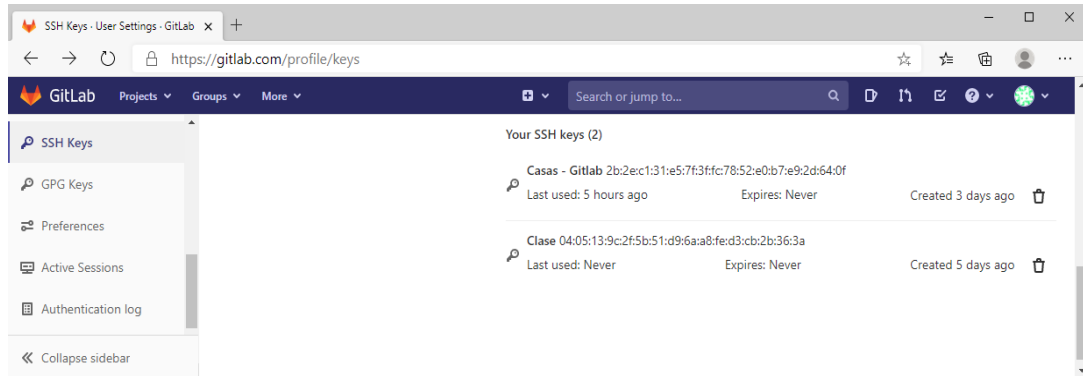 SSH Keys · User Settings · GitLab
https://gitlab.com/profile/keys
GitLab Projects Groups More Search or jump to...
SSH Keys
GPG Keys
Preferences
Active Sessions
Authentication log
Collapse sidebar
Your SSH keys (2)
Casas - Gitlab 2b:2e:c1:31:e5:7f:3f:fc:78:52:e0:b7:e9:2d:64:0f
Last used: 5 hours ago Expires: Never Created 3 days ago
Clase 04:05:13:9c:2f:5b:51:d9:6a:a8:fe:d3:cb:2b:36:3a
Last used: Never Expires: Never Created 5 days ago